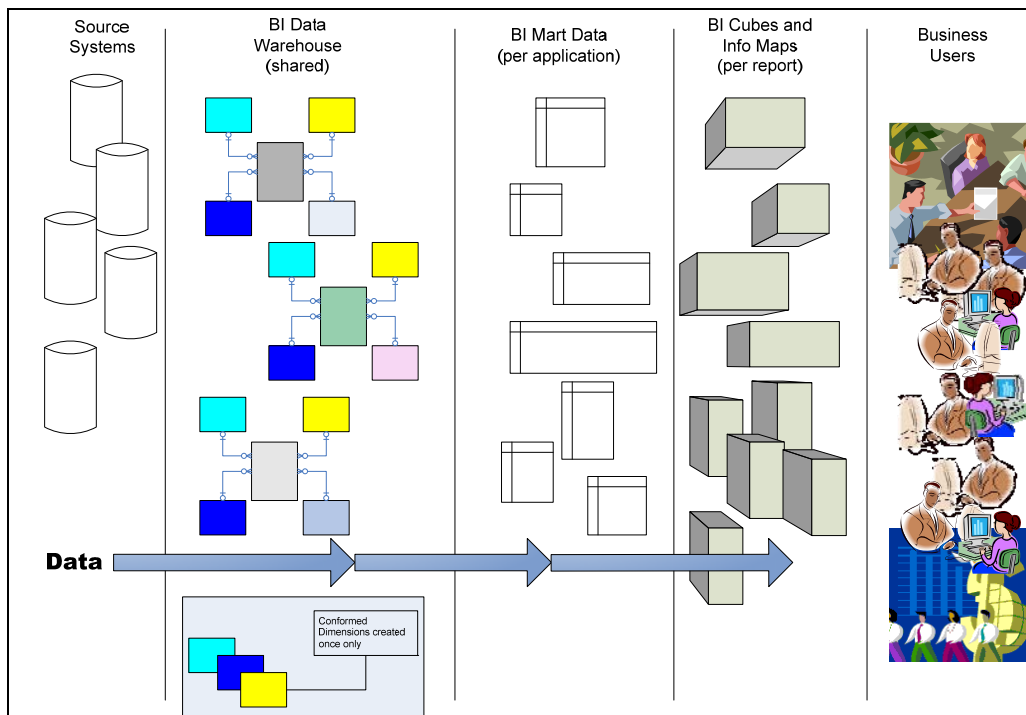 Source
Systems
BI Data
Warehouse
(shared)
BI Mart Data
(per application)
BI Cubes and
Info Maps
(per report)
Business
Users
Data
Conformed
Dimensions created
once only